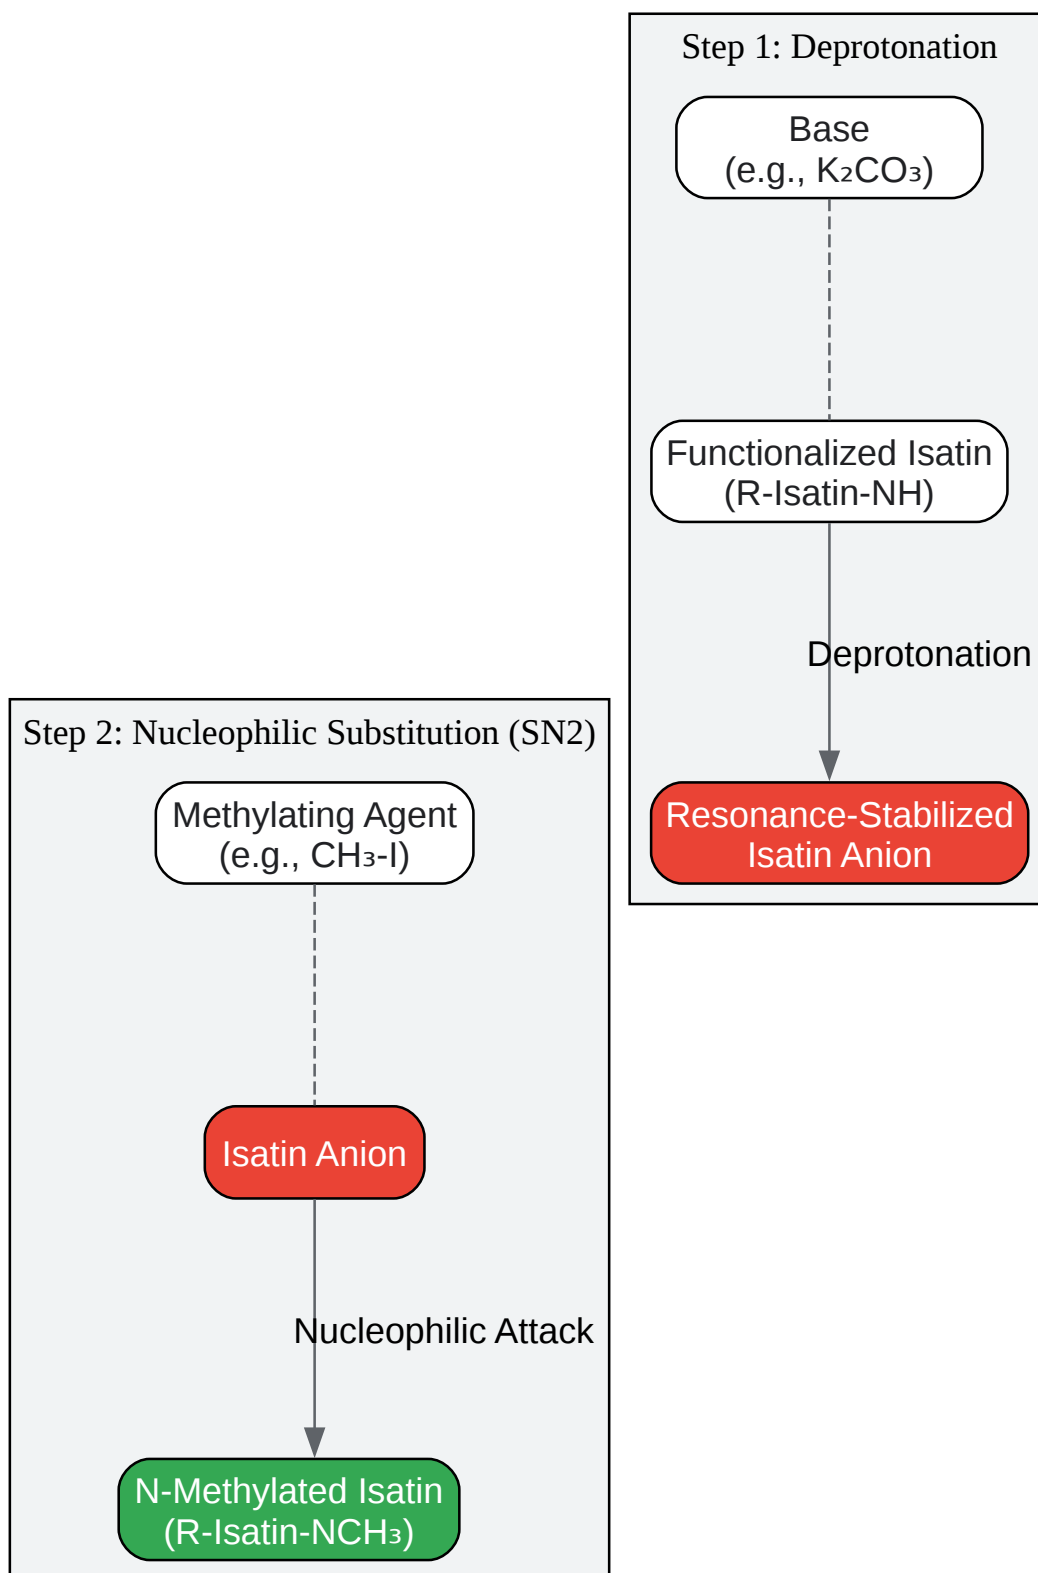 Step 1: Deprotonation
Base
(e.g., K₂CO₃)
Functionalized Isatin
(R-Isatin-NH)
Deprotonation
Resonance-Stabilized
Isatin Anion
Step 2: Nucleophilic Substitution (SN2)
Methylating Agent
(e.g., CH₃-I)
Isatin Anion
Nucleophilic Attack
N-Methylated Isatin
(R-Isatin-NCH₃)